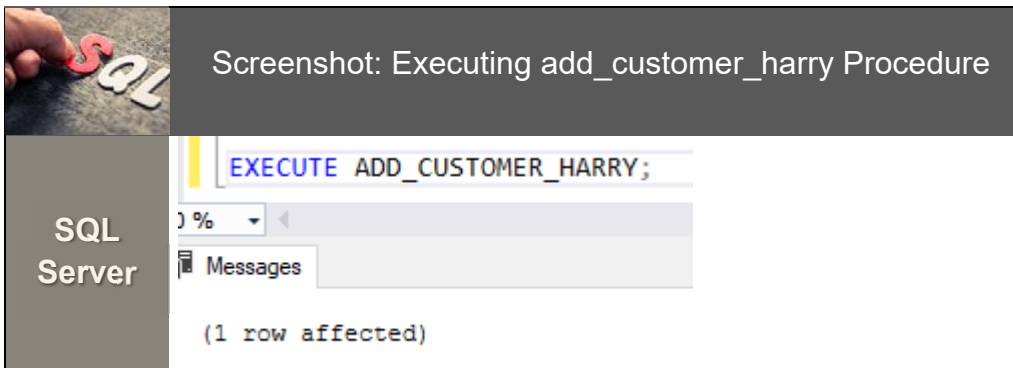 SQL
Screenshot: Executing add_customer_harry Procedure
SQL
Server
EXECUTE ADD_CUSTOMER_HARRY;
%
Messages
(1 row affected)